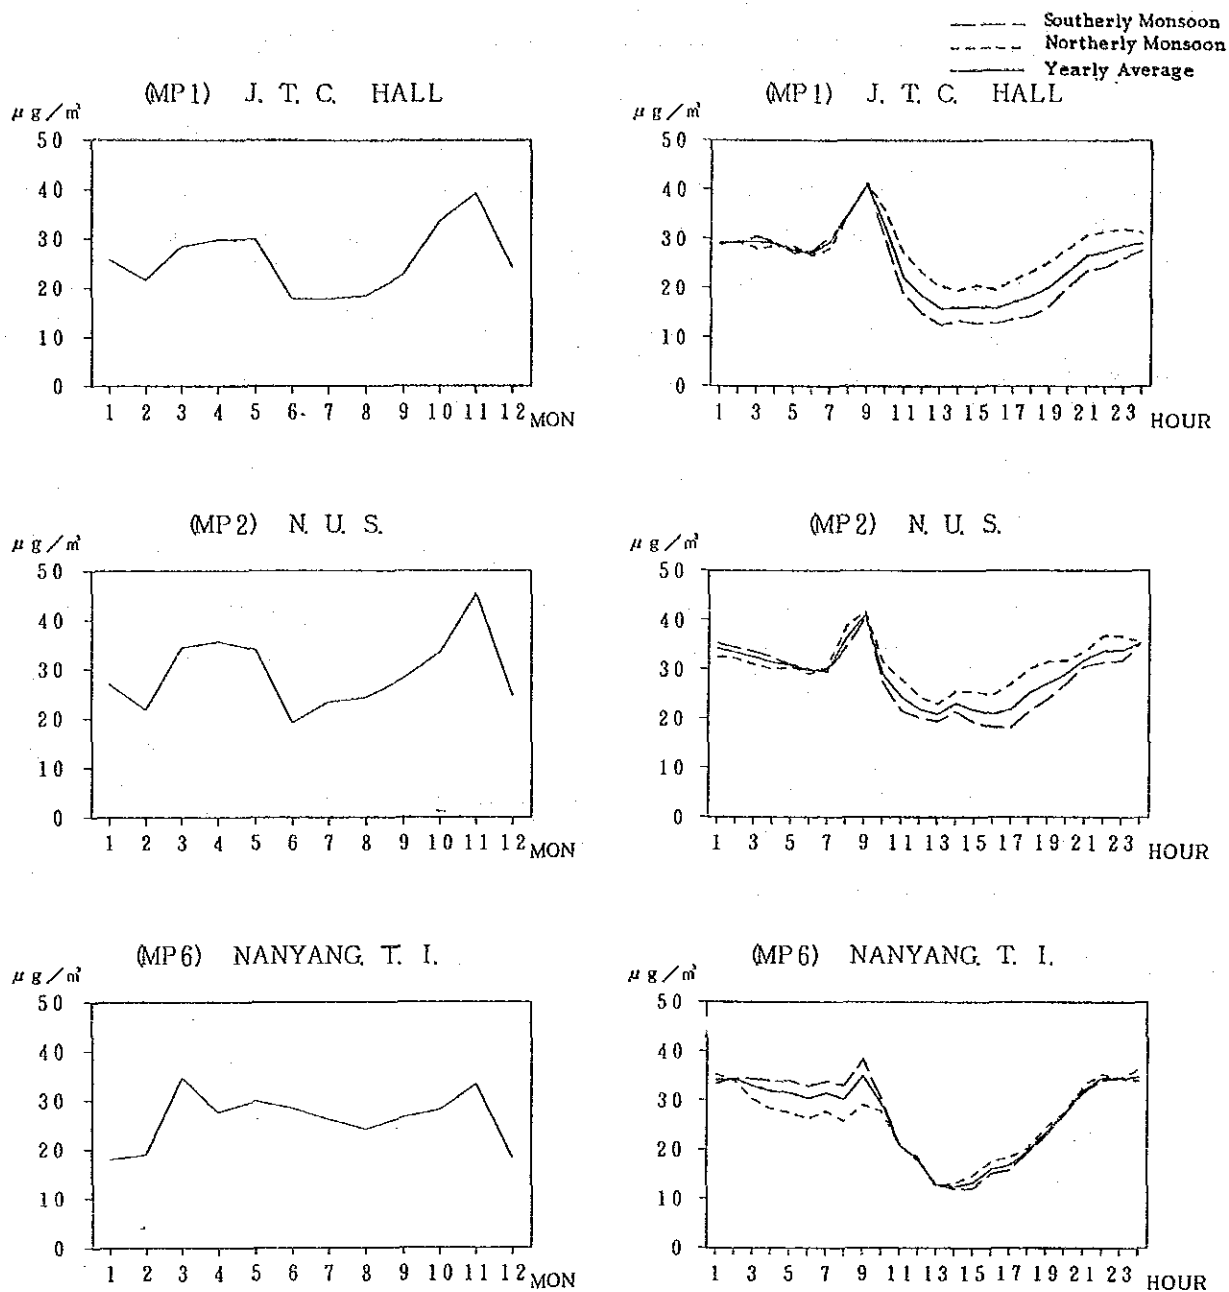 Southerly Monsoon
Northerly Monsoon
Yearly Average
(MP1) J. T. C. HALL
μg/㎥
50
40
30
20
10
0
1 2 3 4 5 6 7 8 9 10 11 12 MON
(MP1) J. T. C. HALL
μg/㎥
50
40
30
20
10
0
1 3 5 7 9 11 13 15 17 19 21 23 HOUR
(MP2) N. U. S.
μg/㎥
50
40
30
20
10
0
1 2 3 4 5 6 7 8 9 10 11 12 MON
(MP2) N. U. S.
μg/㎥
50
40
30
20
10
0
1 3 5 7 9 11 13 15 17 19 21 23 HOUR
(MP6) NANYANG. T. I.
μg/㎥
50
40
30
20
10
0
1 2 3 4 5 6 7 8 9 10 11 12 MON
(MP6) NANYANG. T. I.
μg/㎥
50
40
30
20
10
0
1 3 5 7 9 11 13 15 17 19 21 23 HOUR